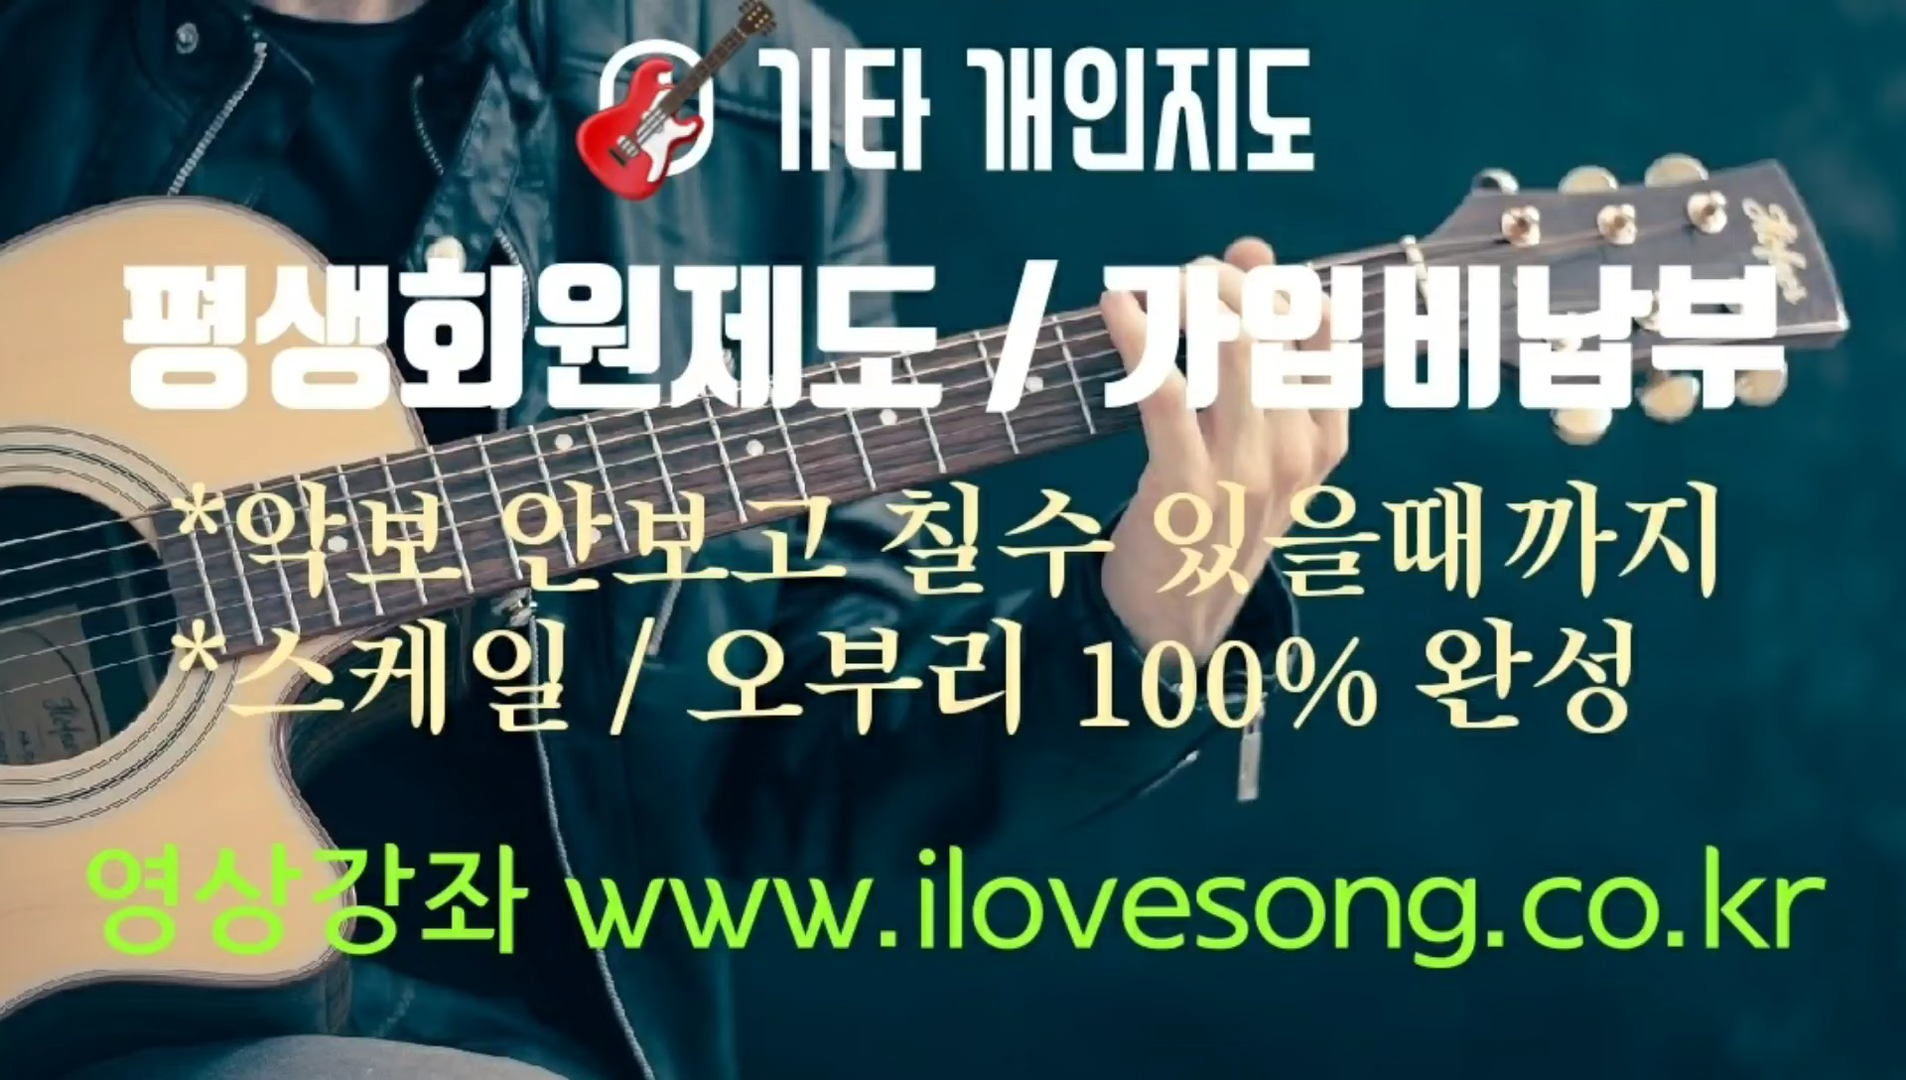 기타 개인지도
평생회원제도 / 가입비납부
*악보 안보고 칠수 있을때까지
*스케일 / 오부리 100% 완성
영상강좌 www.ilovesong.co.kr